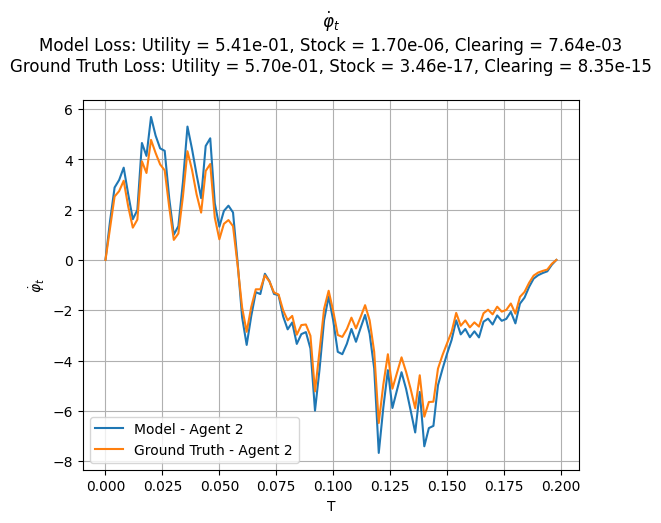 φ̇ₜ
Model Loss: Utility = 5.41e-01, Stock = 1.70e-06, Clearing = 7.64e-03
Ground Truth Loss: Utility = 5.70e-01, Stock = 3.46e-17, Clearing = 8.35e-15
6
4
2
0
−2
−4
−6
−8
φ̇ₜ
Model - Agent 2
Ground Truth - Agent 2
0.000 0.025 0.050 0.075 0.100 0.125 0.150 0.175 0.200
T